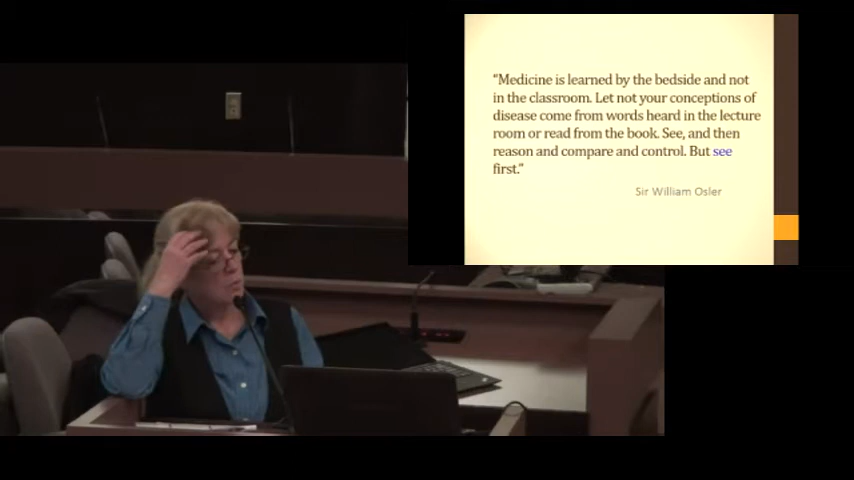 “Medicine is learned by the bedside and not
in the classroom. Let not your conceptions of
disease come from words heard in the lecture
room or read from the book. See, and then
reason and compare and control. But see
first.”
Sir William Osler